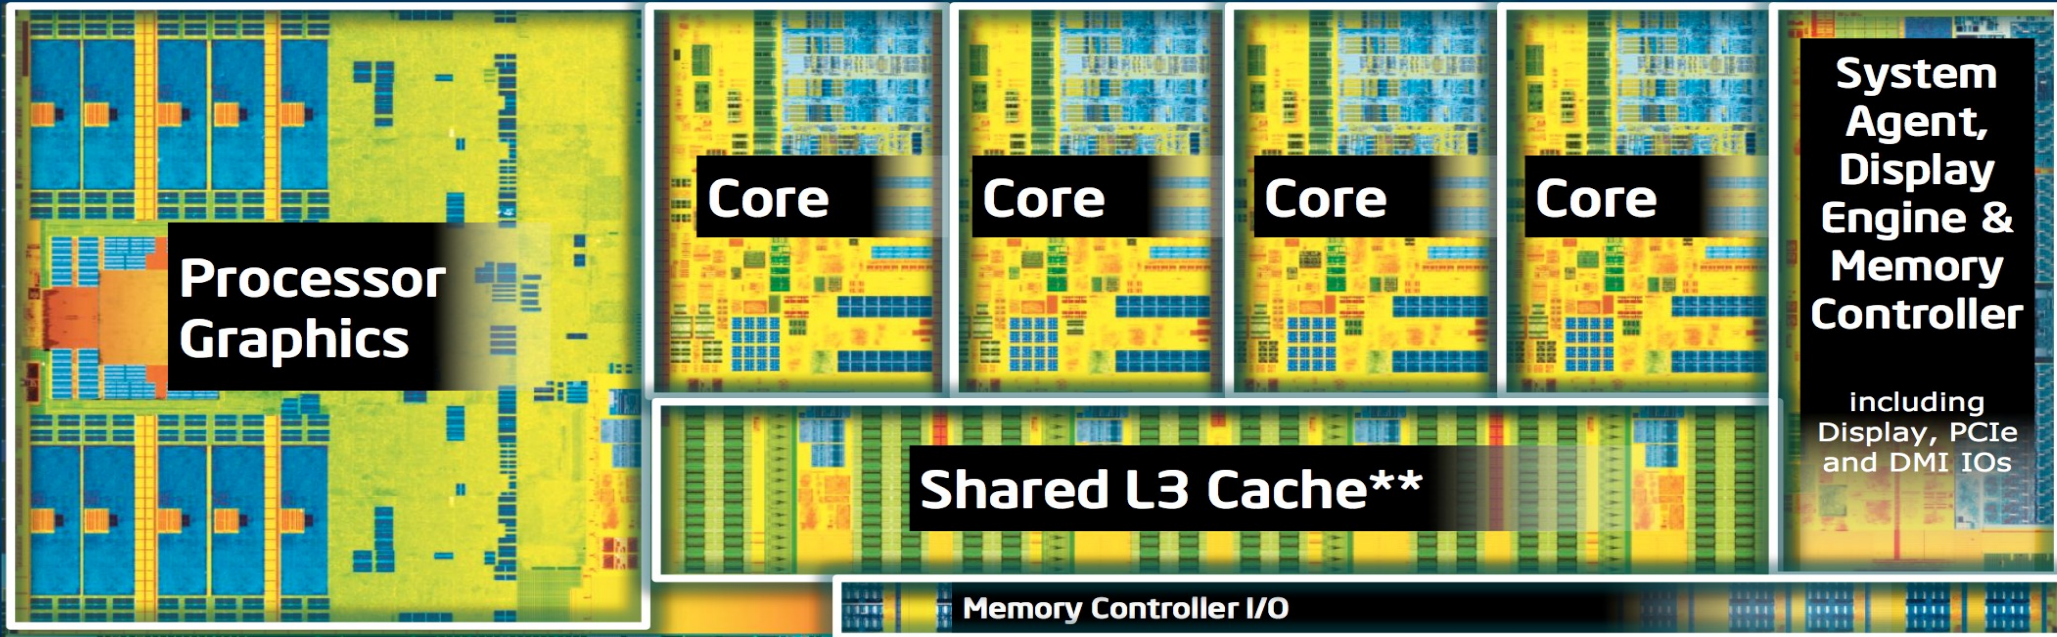 Processor
Graphics
Core
Core
Core
Core
System
Agent,
Display
Engine &
Memory
Controller
including
Display, PCIe
and DMI IOs
Shared L3 Cache**
Memory Controller I/O